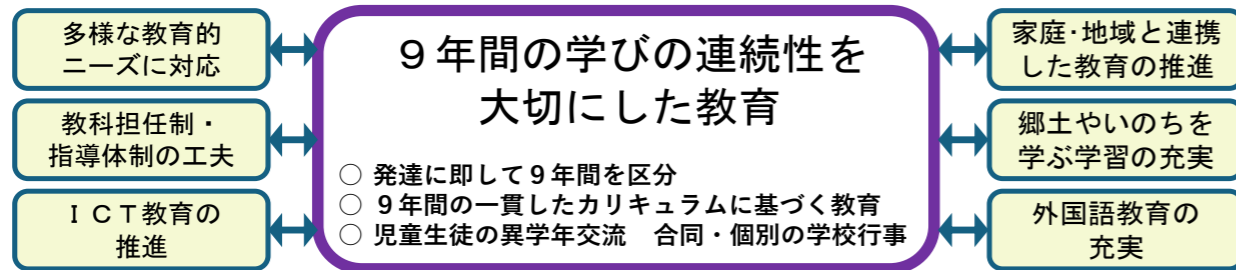 多様な教育的
ニーズに対応
教科担任制・
指導体制の工夫
ＩＣＴ教育の
推進
９年間の学びの連続性を
大切にした教育
○ 発達に即して９年間を区分
○ ９年間の一貫したカリキュラムに基づく教育
○ 児童生徒の異学年交流　合同・個別の学校行事
家庭･地域と連携
した教育の推進
郷土やいのちを
学ぶ学習の充実
外国語教育の
充実